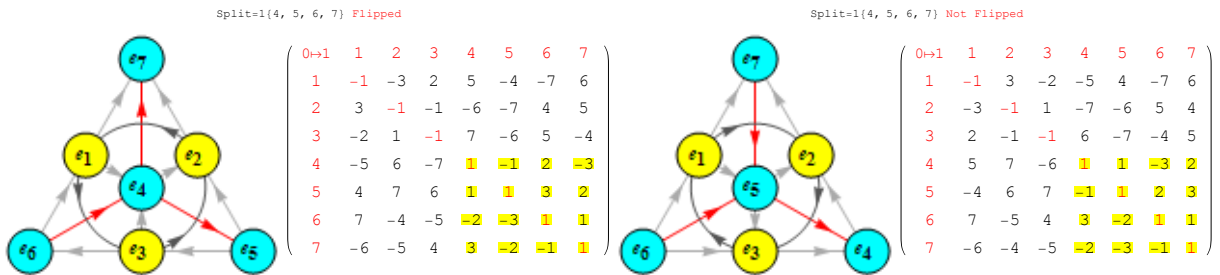 Split=1{4, 5, 6, 7} Flipped
e7
e1
e2
e4
e6
e3
e5
0↦1 1 2 3 4 5 6 7
1 -1 -3 2 5 -4 -7 6
2 3 -1 -1 -6 -7 4 5
3 -2 1 -1 7 -6 5 -4
4 -5 6 -7 1 -1 2 -3
5 4 7 6 1 1 3 2
6 7 -4 -5 -2 -3 1 1
7 -6 -5 4 3 -2 -1 1
Split=1{4, 5, 6, 7} Not Flipped
e7
e1
e2
e5
e6
e3
e4
0↦1 1 2 3 4 5 6 7
1 -1 3 -2 -5 4 -7 6
2 -3 -1 1 -7 -6 5 4
3 2 -1 -1 6 -7 -4 5
4 5 7 -6 1 1 -3 2
5 -4 6 7 -1 1 2 3
6 7 -5 4 3 -2 1 1
7 -6 -4 -5 -2 -3 -1 1